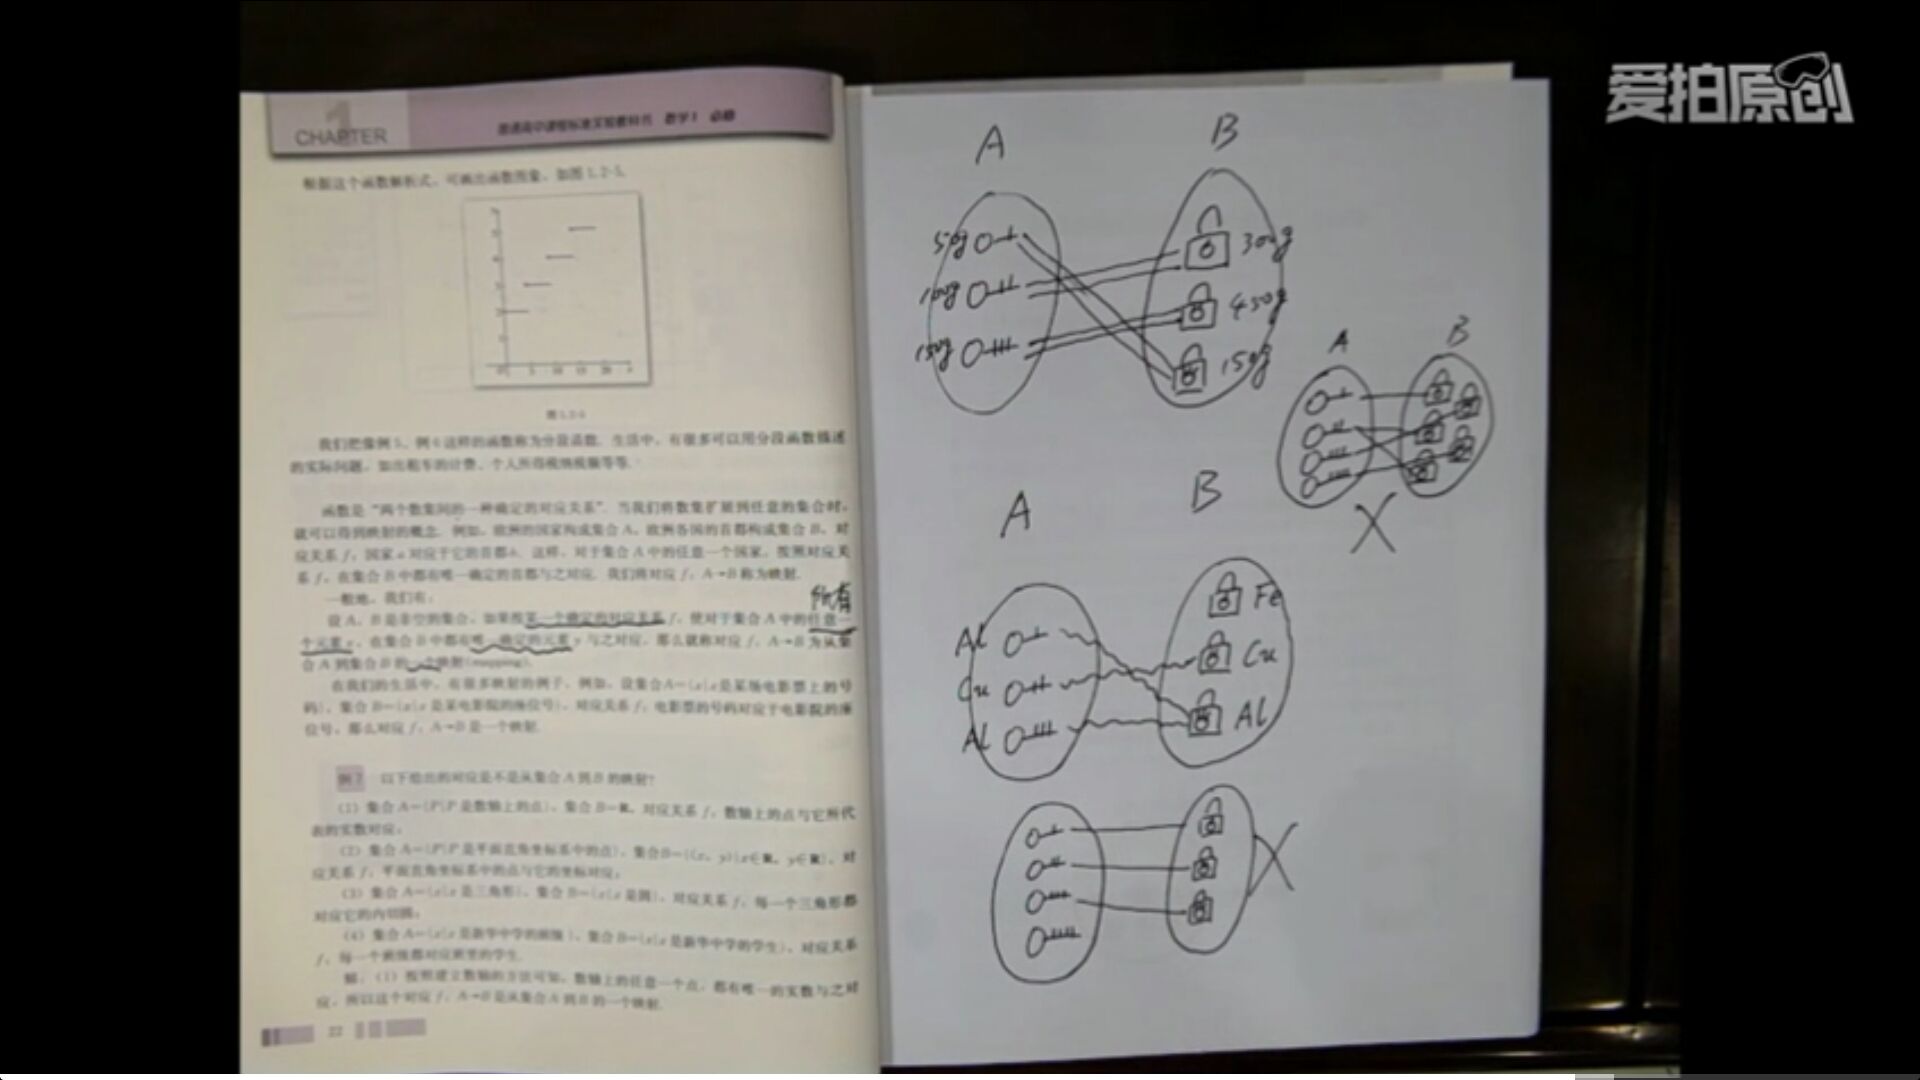 爱拍原创
CHAPTER
1
普通高中课程标准实验教科书 数学1 必修
根据这个函数解析式，可画出函数图象，如图1.2-5.
图1.2-5
我们把像例5、例6这样的函数称为分段函数. 生活中，有很多可以用分段函数描述
的实际问题，如出租车的计费、个人所得税纳税额等等.
函数是“两个数集间的一种确定的对应关系”. 当我们将数集扩展到任意的集合时，
就可以得到映射的概念. 例如，欧洲的国家构成集合A，欧洲各国的首都构成集合B，对
应关系f：国家a对应于它的首都b. 这样，对于集合A中的任意一个国家，按照对应关
系f，在集合B中都有唯一确定的首都与之对应. 我们将对应f：A→B称为映射.
所有
一般地，我们有：
设A，B是非空的集合，如果按某一个确定的对应关系f，使对于集合A中的任意一
个元素x，在集合B中都有唯一确定的元素y与之对应，那么就称对应f：A→B为从集
合A到集合B的一个映射(mapping).
在我们的生活中，有很多映射的例子，例如，设集合A={x|x是某场电影票上的号
码}，集合B={x|x是某电影院的座位号}，对应关系f：电影票的号码对应于电影院的座
位号，那么对应f：A→B是一个映射.
例7 以下给出的对应是不是从集合A到B的映射？
(1) 集合A={P|P是数轴上的点}，集合B=R，对应关系f：数轴上的点与它所代
表的实数对应；
(2) 集合A={P|P是平面直角坐标系中的点}，集合B={(x，y)|x∈R，y∈R}，对
应关系f：平面直角坐标系中的点与它的坐标对应；
(3) 集合A={x|x是三角形}，集合B={x|x是圆}，对应关系f：每一个三角形都
对应它的内切圆；
(4) 集合A={x|x是新华中学的班级}，集合B={x|x是新华中学的学生}，对应关系
f：每一个班级都对应班里的学生.
解：(1) 按照建立数轴的方法可知，数轴上的任意一个点，都有唯一的实数与之对
应，所以这个对应f：A→B是从集合A到B的一个映射.
22
A B
50g 300g
100g 450g
150g 150g
A B
X
A B
Al Fe
Cu Cu
Al Al
X